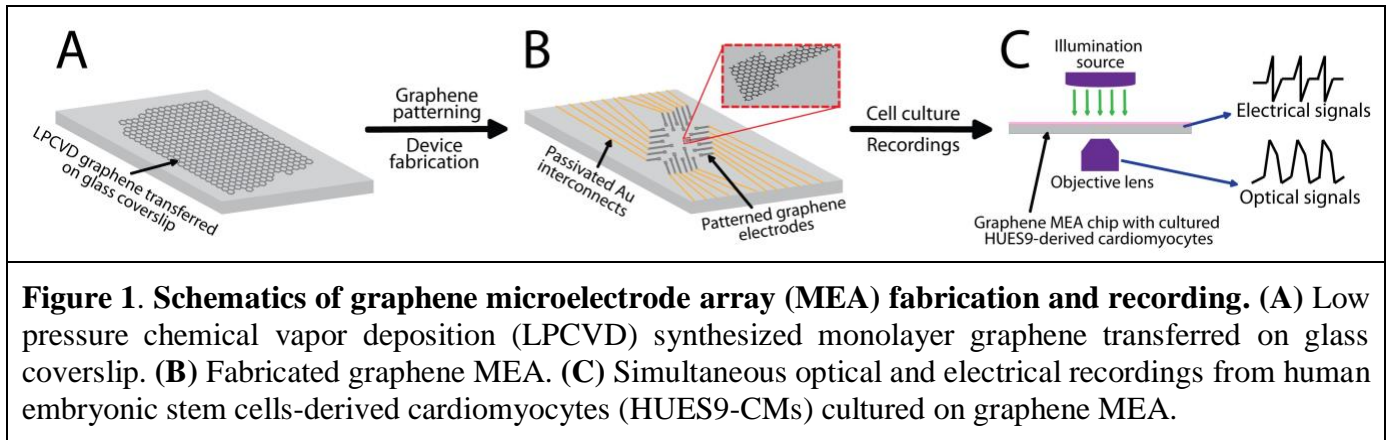 A
LPCVD graphene transferred
on glass coverslip
Graphene
patterning
Device
fabrication
B
Passivated Au
interconnects
Patterned graphene
electrodes
Cell culture
Recordings
C
Illumination
source
Electrical signals
Objective lens
Optical signals
Graphene MEA chip with cultured
HUES9-derived cardiomyocytes
Figure 1. Schematics of graphene microelectrode array (MEA) fabrication and recording. (A) Low
pressure chemical vapor deposition (LPCVD) synthesized monolayer graphene transferred on glass
coverslip. (B) Fabricated graphene MEA. (C) Simultaneous optical and electrical recordings from human
embryonic stem cells-derived cardiomyocytes (HUES9-CMs) cultured on graphene MEA.